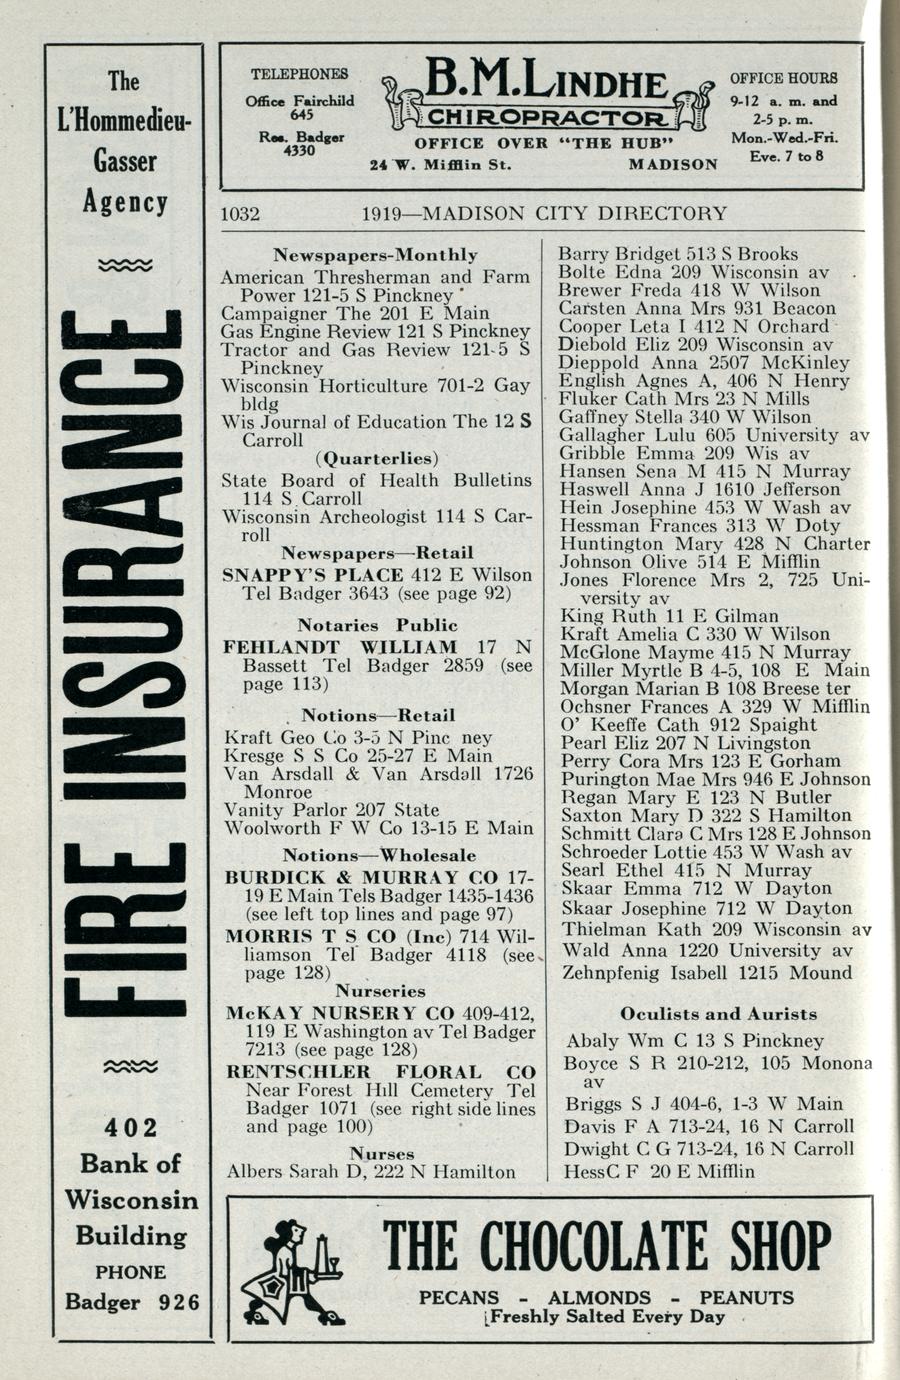 The
L'Hommedieu-
Gasser
Agency
FIRE INSURANCE
402
Bank of
Wisconsin
Building
PHONE
Badger 926
TELEPHONES
Office Fairchild
645
Res. Badger
4330
B.M.LINDHE
CHIROPRACTOR
OFFICE OVER "THE HUB"
24 W. Mifflin St. MADISON
OFFICE HOURS
9-12 a. m. and
2-5 p. m.
Mon.-Wed.-Fri.
Eve. 7 to 8
1032 1919—MADISON CITY DIRECTORY
Newspapers-Monthly
American Thresherman and Farm
Power 121-5 S Pinckney
Campaigner The 201 E Main
Gas Engine Review 121 S Pinckney
Tractor and Gas Review 121-5 S
Pinckney
Wisconsin Horticulture 701-2 Gay
bldg
Wis Journal of Education The 12 S
Carroll
(Quarterlies)
State Board of Health Bulletins
114 S Carroll
Wisconsin Archeologist 114 S Car-
roll
Newspapers—Retail
SNAPPY'S PLACE 412 E Wilson
Tel Badger 3643 (see page 92)
Notaries Public
FEHLANDT WILLIAM 17 N
Bassett Tel Badger 2859 (see
page 113)
Notions—Retail
Kraft Geo Co 3-5 N Pinc ney
Kresge S S Co 25-27 E Main
Van Arsdall & Van Arsdall 1726
Monroe
Vanity Parlor 207 State
Woolworth F W Co 13-15 E Main
Notions—Wholesale
BURDICK & MURRAY CO 17-
19 E Main Tels Badger 1435-1436
(see left top lines and page 97)
MORRIS T S CO (Inc) 714 Wil-
liamson Tel Badger 4118 (see
page 128)
Nurseries
McKAY NURSERY CO 409-412,
119 E Washington av Tel Badger
7213 (see page 128)
RENTSCHLER FLORAL CO
Near Forest Hill Cemetery Tel
Badger 1071 (see right side lines
and page 100)
Nurses
Albers Sarah D, 222 N Hamilton
Barry Bridget 513 S Brooks
Bolte Edna 209 Wisconsin av
Brewer Freda 418 W Wilson
Carsten Anna Mrs 931 Beacon
Cooper Leta I 412 N Orchard
Diebold Eliz 209 Wisconsin av
Dieppold Anna 2507 McKinley
English Agnes A, 406 N Henry
Fluker Cath Mrs 23 N Mills
Gaffney Stella 340 W Wilson
Gallagher Lulu 605 University av
Gribble Emma 209 Wis av
Hansen Sena M 415 N Murray
Haswell Anna J 1610 Jefferson
Hein Josephine 453 W Wash av
Hessman Frances 313 W Doty
Huntington Mary 428 N Charter
Johnson Olive 514 E Mifflin
Jones Florence Mrs 2, 725 Uni-
versity av
King Ruth 11 E Gilman
Kraft Amelia C 330 W Wilson
McGlone Mayme 415 N Murray
Miller Myrtle B 4-5, 108 E Main
Morgan Marian B 108 Breese ter
Ochsner Frances A 329 W Mifflin
O' Keeffe Cath 912 Spaight
Pearl Eliz 207 N Livingston
Perry Cora Mrs 123 E Gorham
Purington Mae Mrs 946 E Johnson
Regan Mary E 123 N Butler
Saxton Mary D 322 S Hamilton
Schmitt Clara C Mrs 128 E Johnson
Schroeder Lottie 453 W Wash av
Searl Ethel 415 N Murray
Skaar Emma 712 W Dayton
Skaar Josephine 712 W Dayton
Thielman Kath 209 Wisconsin av
Wald Anna 1220 University av
Zehnpfenig Isabell 1215 Mound
Oculists and Aurists
Abaly Wm C 13 S Pinckney
Boyce S R 210-212, 105 Monona
av
Briggs S J 404-6, 1-3 W Main
Davis F A 713-24, 16 N Carroll
Dwight C G 713-24, 16 N Carroll
HessC F 20 E Mifflin
THE CHOCOLATE SHOP
PECANS - ALMONDS - PEANUTS
Freshly Salted Every Day